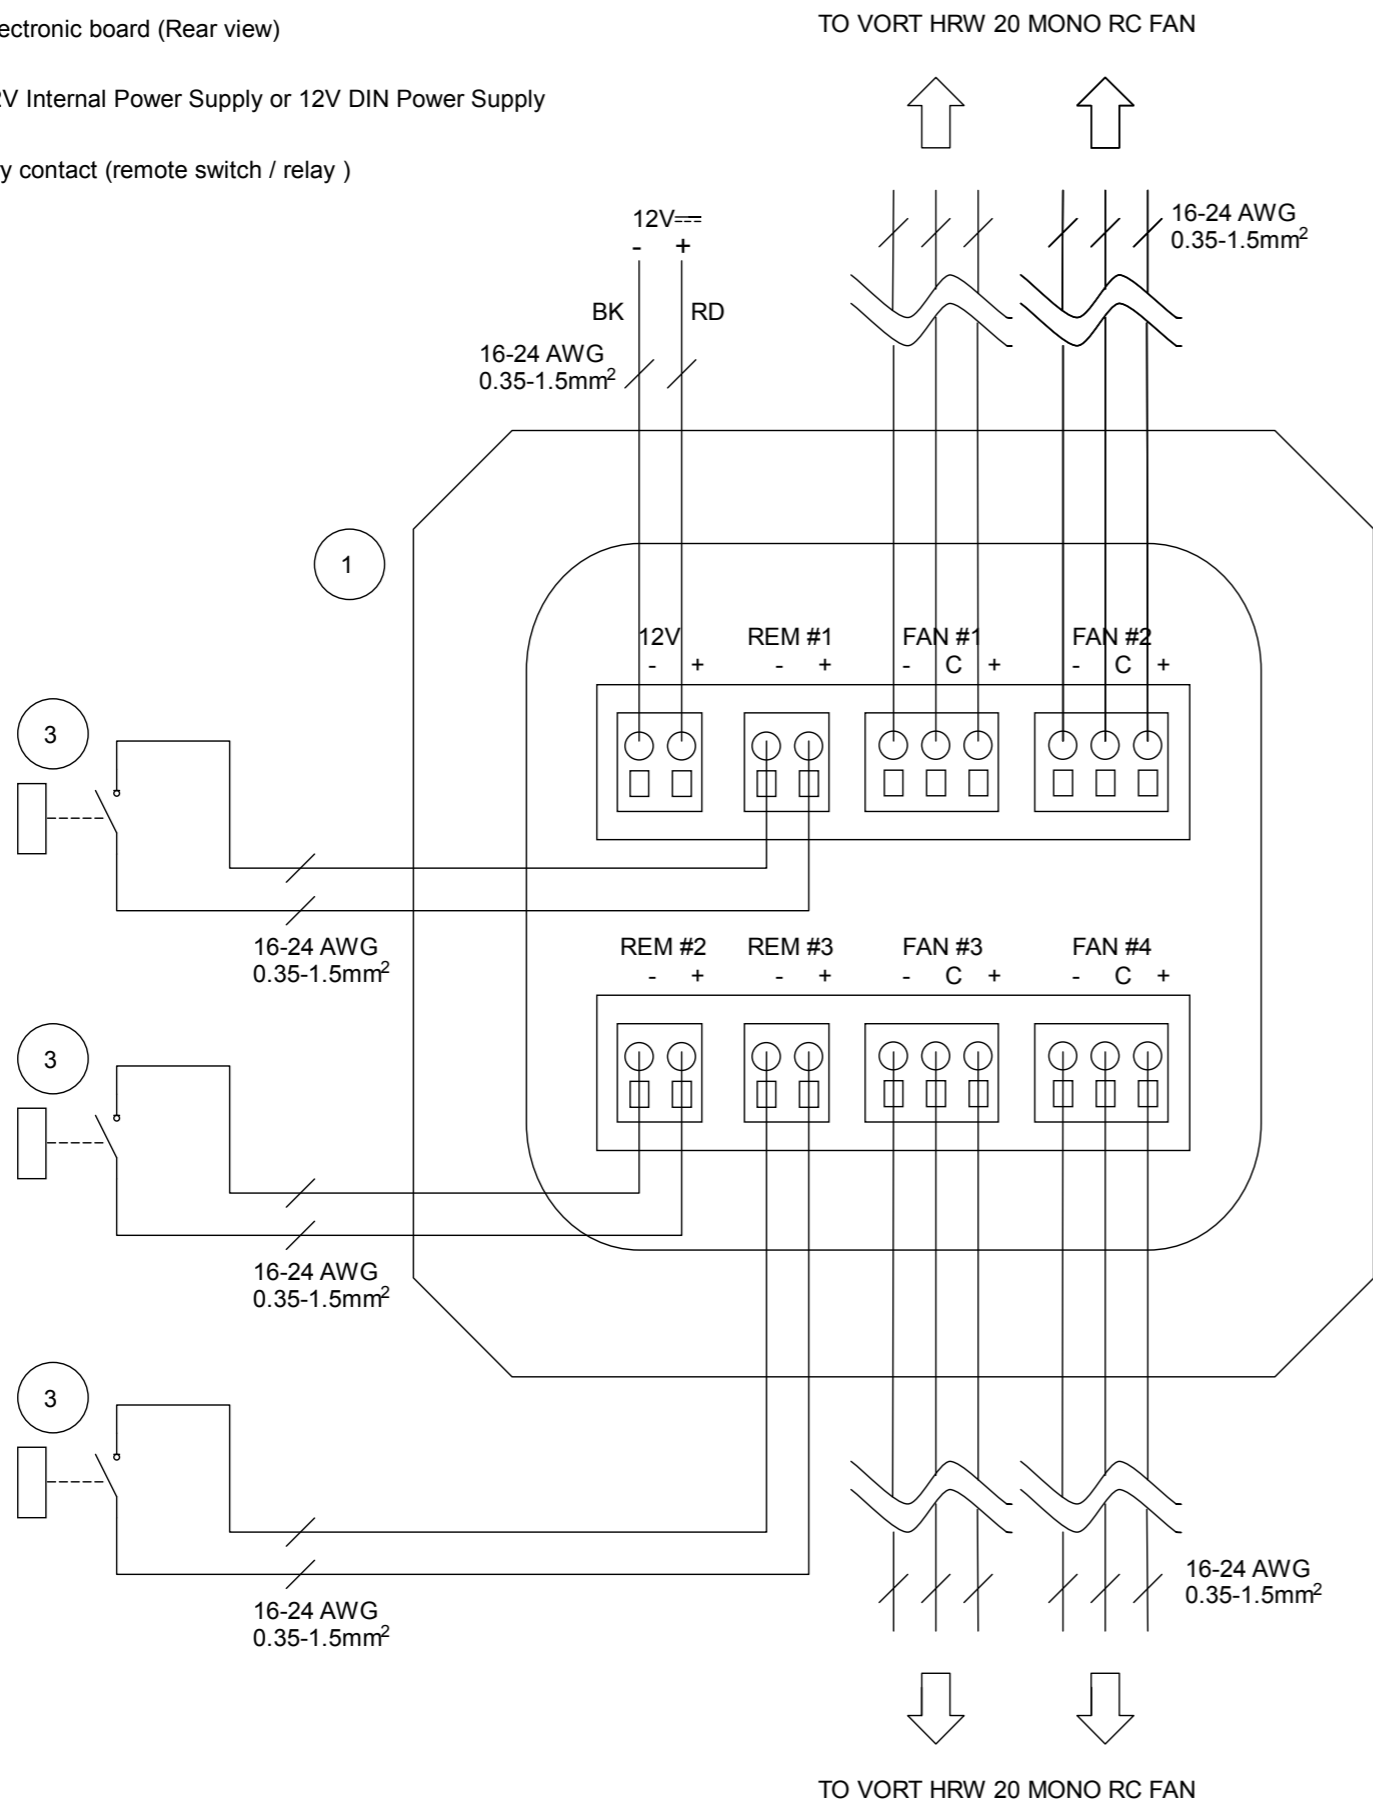 ectronic board (Rear view)
TO VORT HRW 20 MONO RC FAN
V Internal Power Supply or 12V DIN Power Supply
y contact (remote switch / relay )
12V
- +
BK RD
16-24 AWG
0.35-1.5mm²
16-24 AWG
0.35-1.5mm²
1
12V REM #1 FAN #1 FAN #2
- + - + - C + - C +
3
16-24 AWG
0.35-1.5mm²
REM #2 REM #3 FAN #3 FAN #4
- + - + - C + - C +
3
16-24 AWG
0.35-1.5mm²
3
16-24 AWG
0.35-1.5mm²
16-24 AWG
0.35-1.5mm²
TO VORT HRW 20 MONO RC FAN